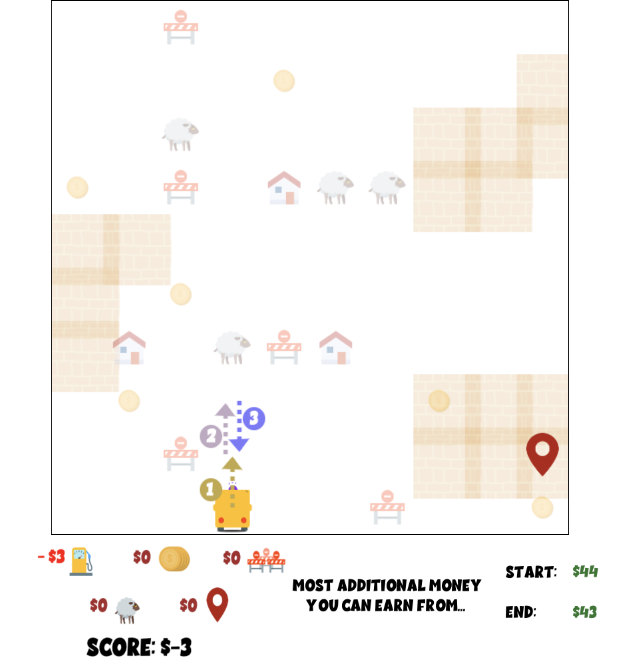 3
2
1
- $3
$0
$0
$0
$0
SCORE: $-3
MOST ADDITIONAL MONEY
YOU CAN EARN FROM...
START: $44
END: $43